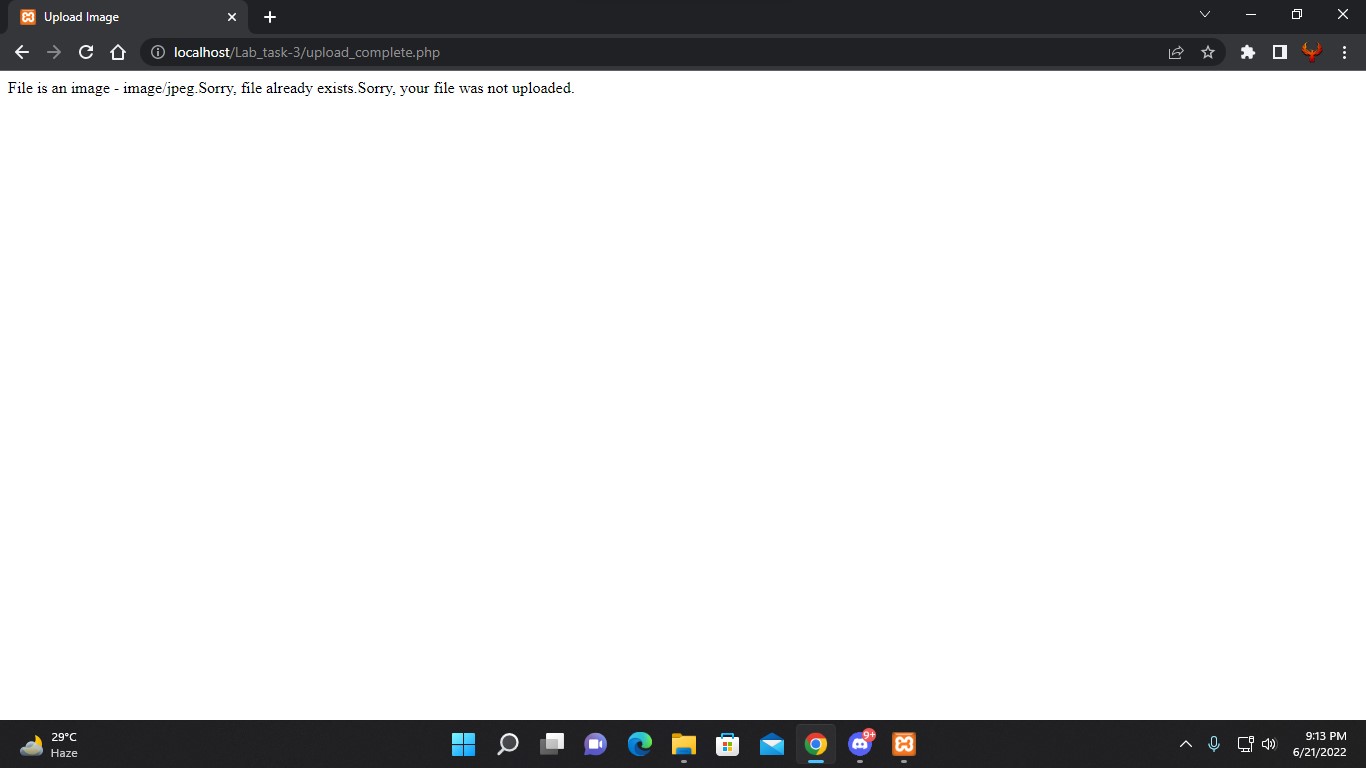 Upload Image
localhost/Lab_task-3/upload_complete.php
File is an image - image/jpeg.Sorry, file already exists.Sorry, your file was not uploaded.
29°C
Haze
9+
9:13 PM
6/21/2022